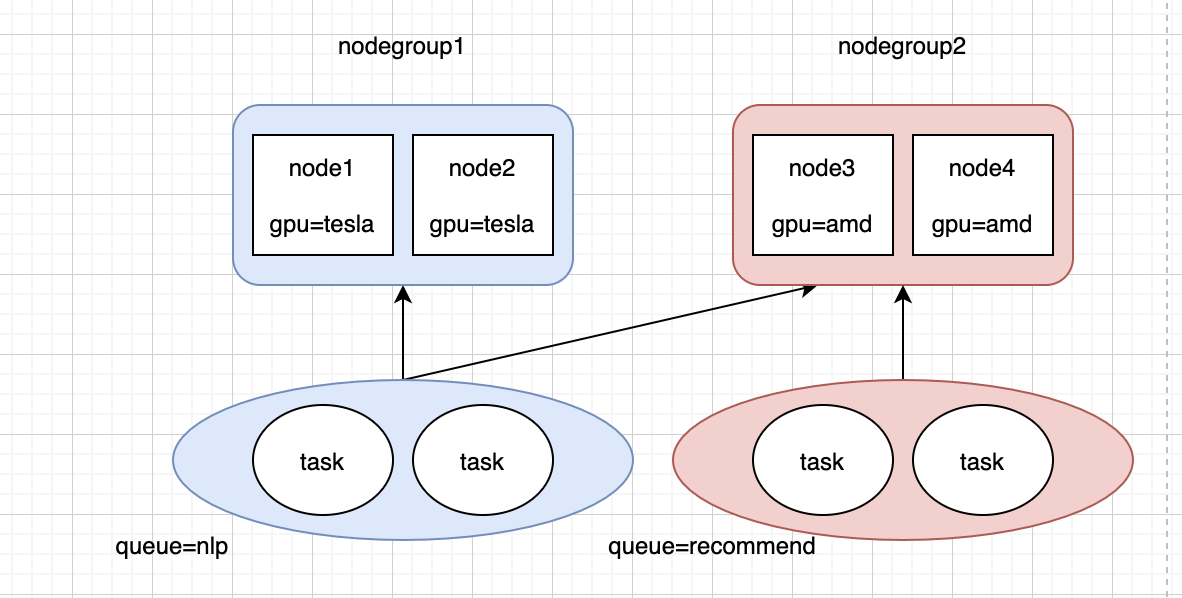 nodegroup1
nodegroup2
node1
gpu=tesla
node2
gpu=tesla
node3
gpu=amd
node4
gpu=amd
task
task
task
task
queue=nlp
queue=recommend